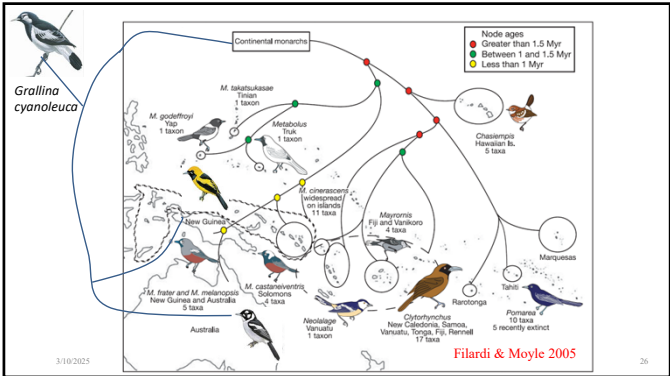 Grallina
cyanoleuca
Continental monarchs
Node ages
Greater than 1.5 Myr
Between 1 and 1.5 Myr
Less than 1 Myr
M. takatsukasae
Tinian
1 taxon
M. godeffroyi
Yap
1 taxon
Metabolus
Truk
1 taxon
Chasiempis
Hawaiian Is.
5 taxa
M. cinerascens
widespread
on islands
11 taxa
New Guinea
Mayrornis
Fiji and Vanikoro
4 taxa
Marquesas
M. frater and M. melanopsis
New Guinea and Australia
5 taxa
M. castaneiventris
Solomons
4 taxa
Australia
Neolalage
Vanuatu
1 taxon
Clytorhynchus
New Caledonia, Samoa,
Vanuatu, Tonga, Fiji, Rennell
17 taxa
Rarotonga
Tahiti
Pomarea
10 taxa
5 recently extinct
Filardi & Moyle 2005
3/10/2025
26